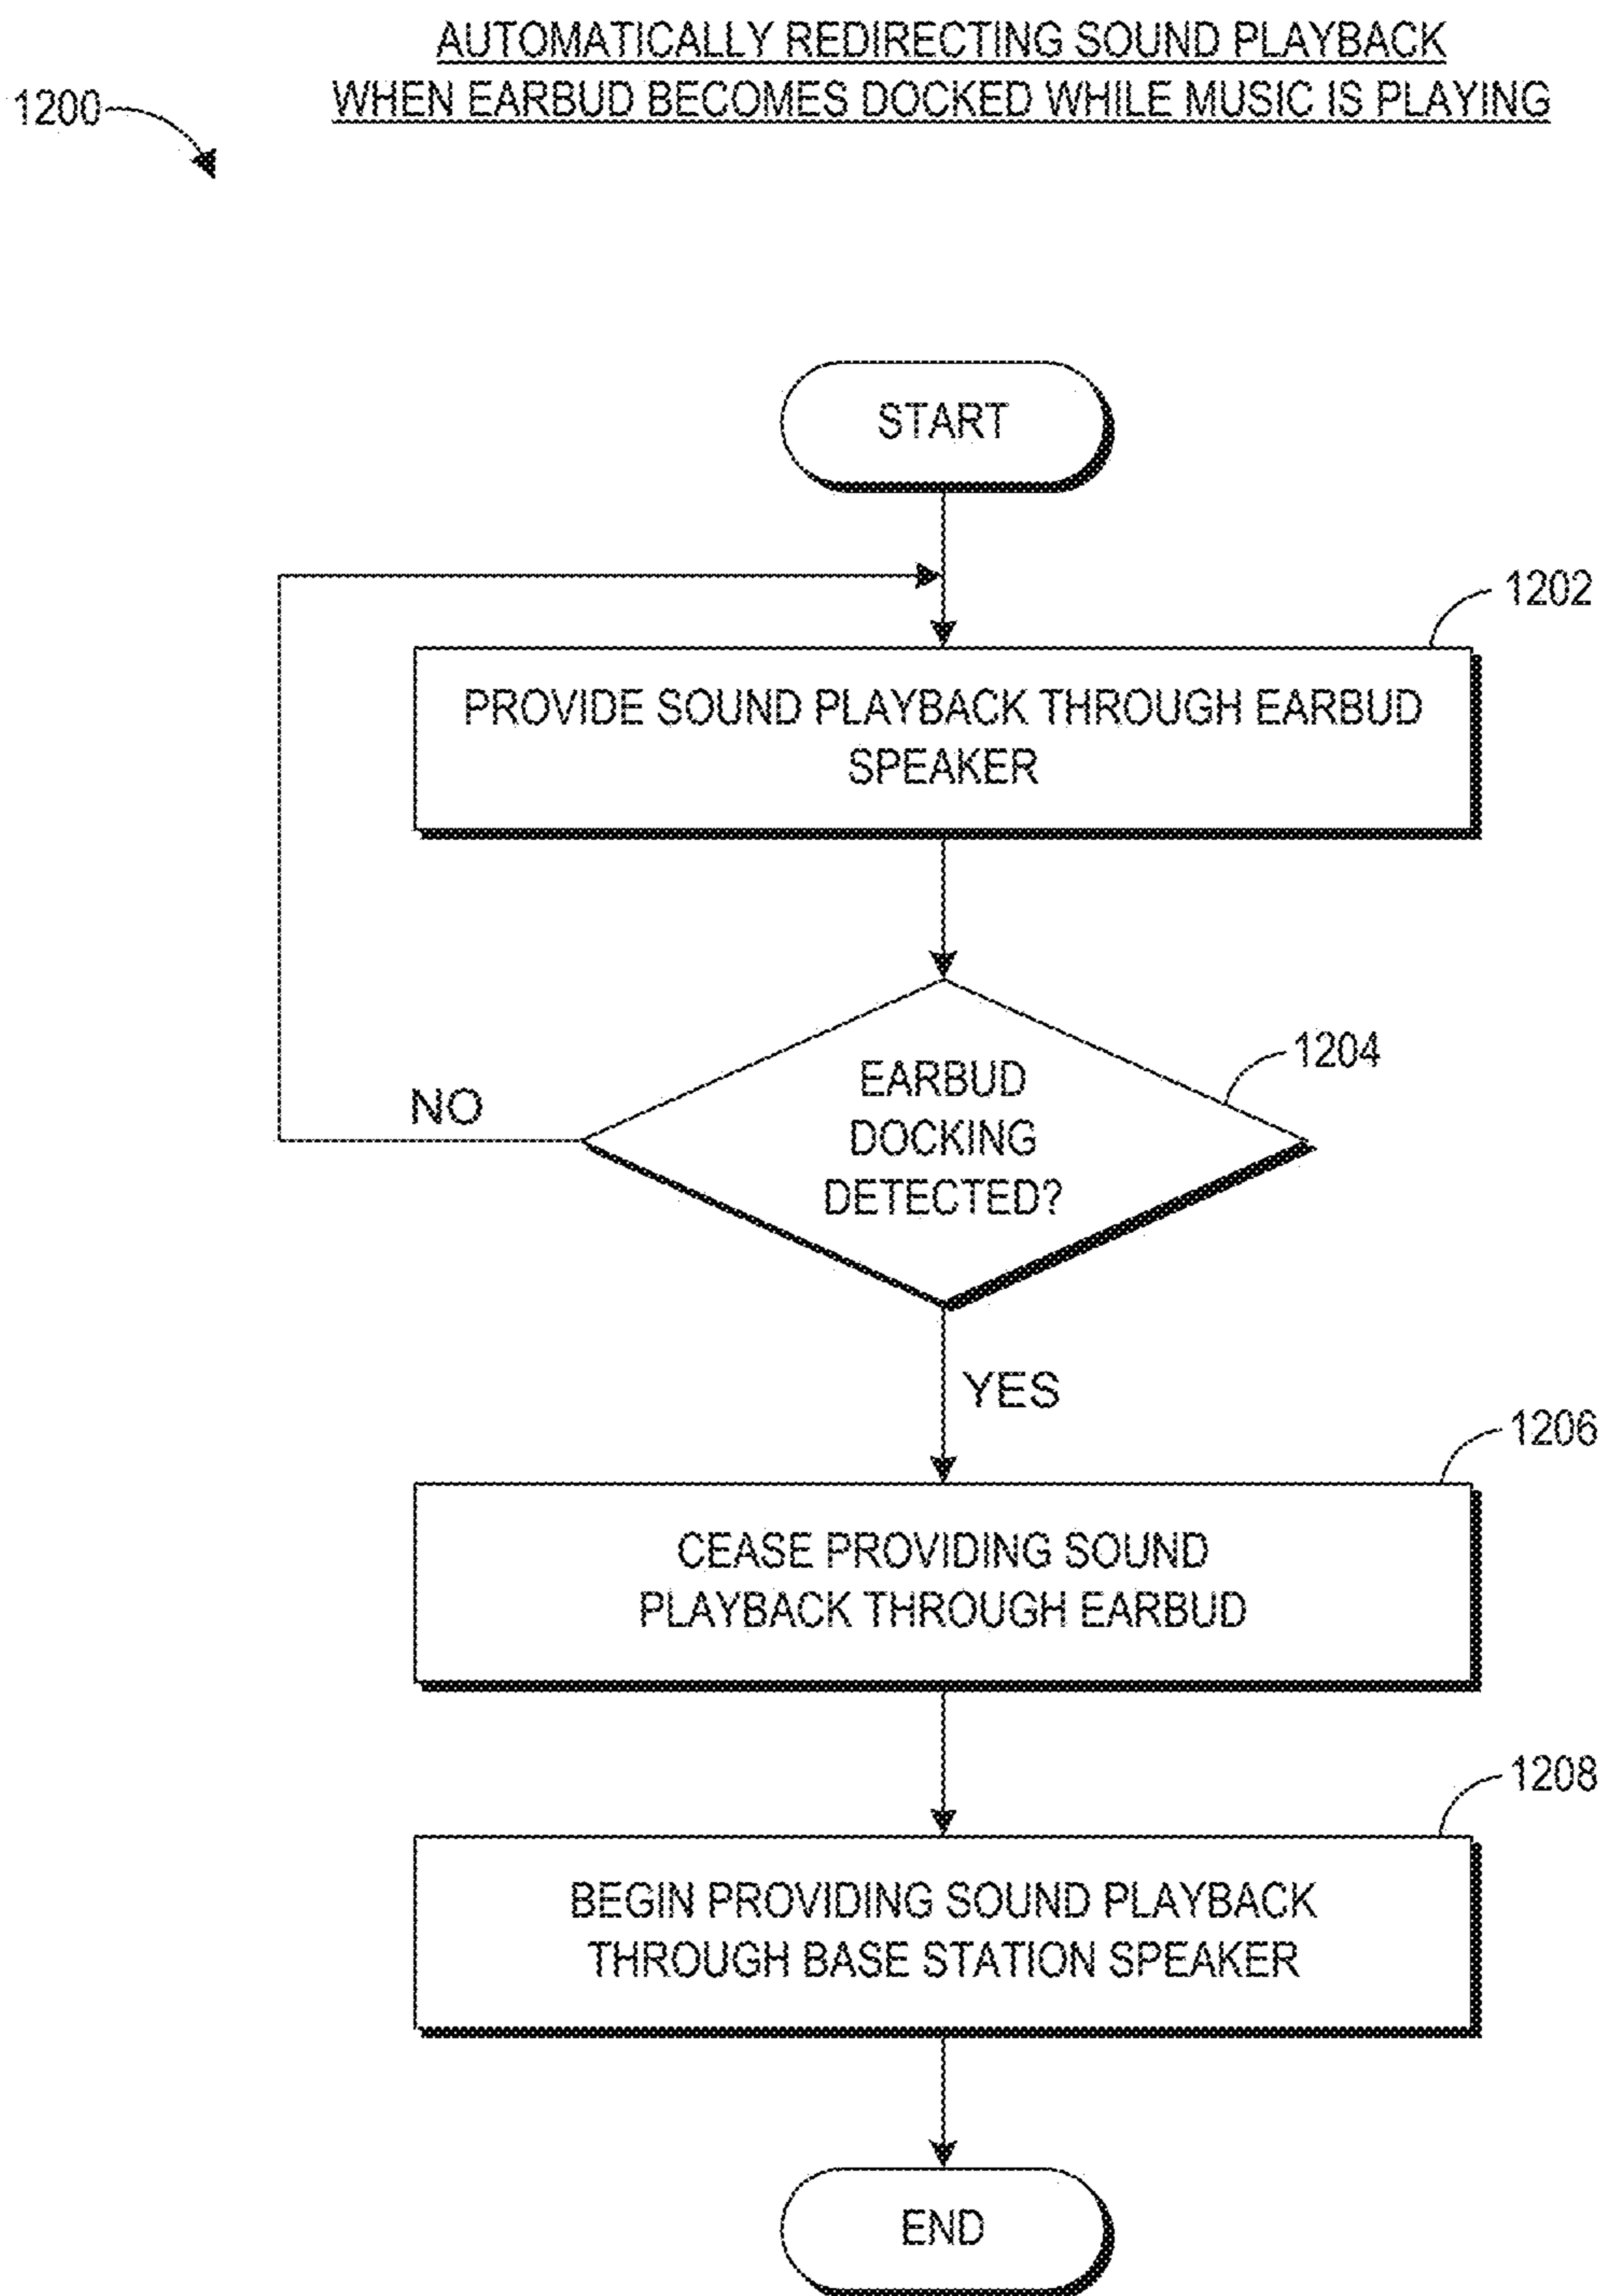 AUTOMATICALLY REDIRECTING SOUND PLAYBACK
WHEN EARBUD BECOMES DOCKED WHILE MUSIC IS PLAYING
1200
START
1202
PROVIDE SOUND PLAYBACK THROUGH EARBUD
SPEAKER
1204
EARBUD
DOCKING
DETECTED?
NO
YES
1206
CEASE PROVIDING SOUND
PLAYBACK THROUGH EARBUD
1208
BEGIN PROVIDING SOUND PLAYBACK
THROUGH BASE STATION SPEAKER
END